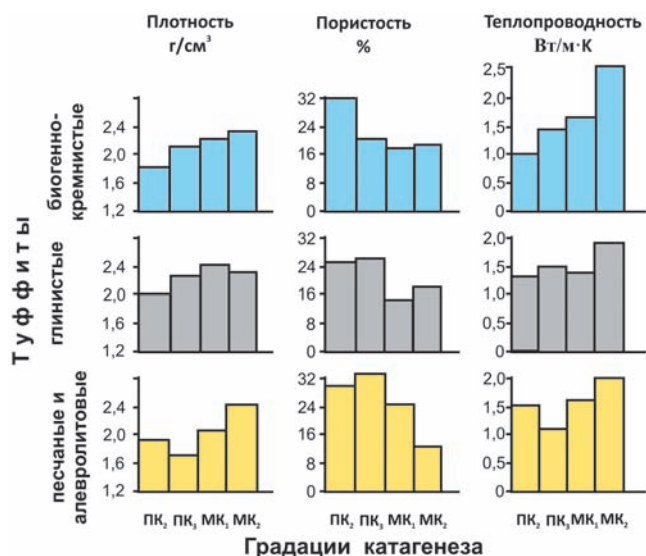 Плотность
г/см³
Пористость
%
Теплопроводность
Вт/м·К
Туффиты
биогенно-
кремнистые
2,4
2,0
1,6
1,2
32
24
16
8
0
2,5
2,0
1,5
1,0
0,5
0
глинистые
2,4
2,0
1,6
1,2
32
24
16
8
0
2,0
1,5
1,0
0,5
0
песчаные и
алевролитовые
2,4
2,0
1,6
1,2
32
24
16
8
0
2,0
1,5
1,0
0,5
0
ПК₂ ПК₃ МК₁ МК₂
ПК₂ ПК₃ МК₁ МК₂
ПК₂ ПК₃ МК₁ МК₂
Градации катагенеза